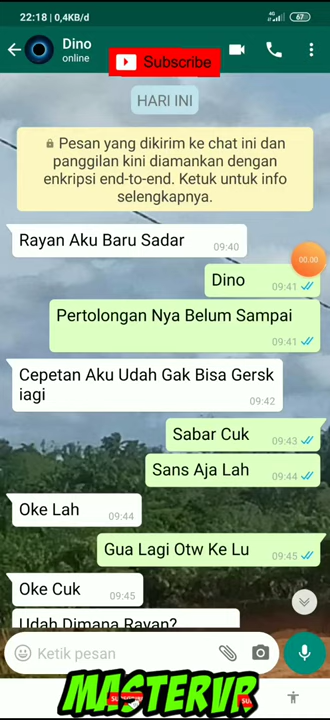 22:18 | 0,4KB/d
67
Dino
online
Subscribe
HARI INI
Pesan yang dikirim ke chat ini dan
panggilan kini diamankan dengan
enkripsi end-to-end. Ketuk untuk info
selengkapnya.
Rayan Aku Baru Sadar
09:40
00.00
Dino
09:41
Pertolongan Nya Belum Sampai
09:41
Cepetan Aku Udah Gak Bisa Gersk
iagi
09:42
Sabar Cuk
09:43
Sans Aja Lah
09:44
Oke Lah
09:44
Gua Lagi Otw Ke Lu
09:45
Oke Cuk
09:45
Udah Dimana Rayan?
Ketik pesan
MASTERVR